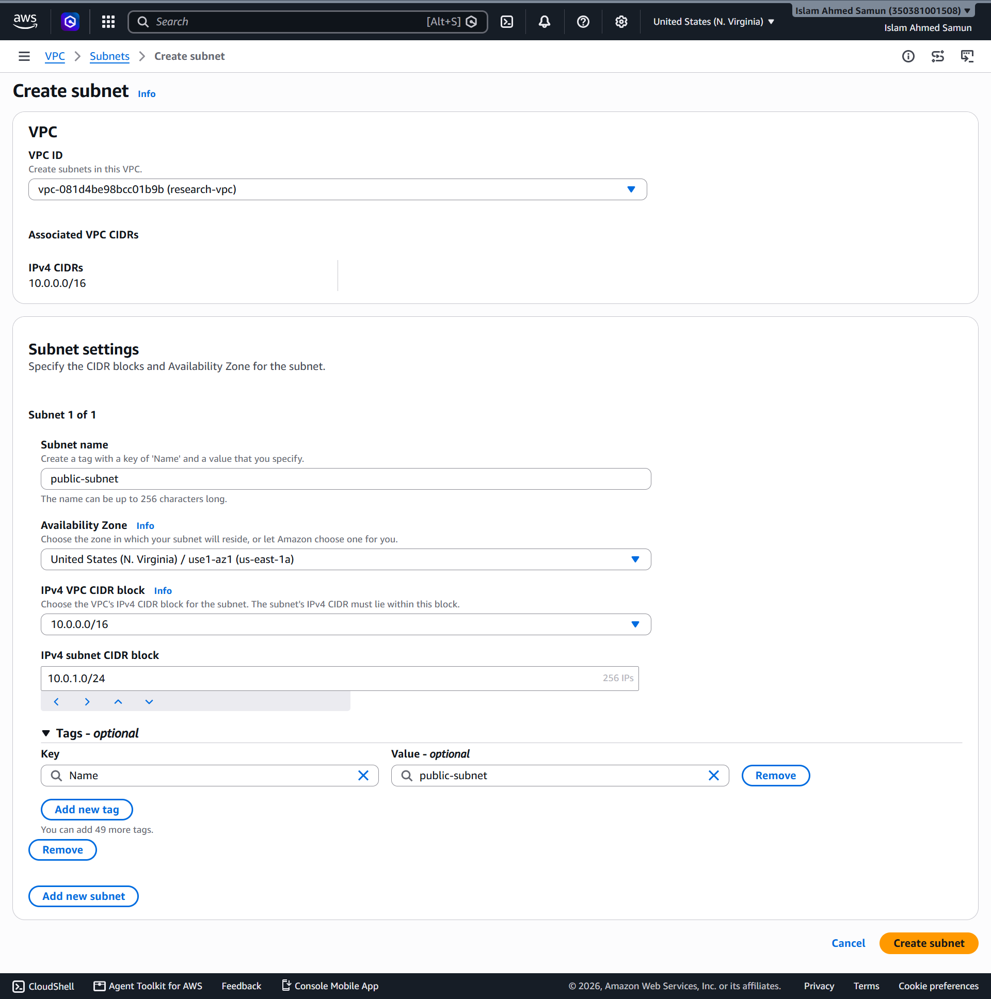 aws
Search [Alt+S]
United States (N. Virginia)
Islam Ahmed Samun (350381001508)
Islam Ahmed Samun
VPC
Subnets
Create subnet
Create subnet Info
VPC
VPC ID
Create subnets in this VPC.
vpc-081d4be98bcc01b9b (research-vpc)
Associated VPC CIDRs
IPv4 CIDRs
10.0.0.0/16
Subnet settings
Specify the CIDR blocks and Availability Zone for the subnet.
Subnet 1 of 1
Subnet name
Create a tag with a key of 'Name' and a value that you specify.
public-subnet
The name can be up to 256 characters long.
Availability Zone Info
Choose the zone in which your subnet will reside, or let Amazon choose one for you.
United States (N. Virginia) / use1-az1 (us-east-1a)
IPv4 VPC CIDR block Info
Choose the VPC's IPv4 CIDR block for the subnet. The subnet's IPv4 CIDR must lie within this block.
10.0.0.0/16
IPv4 subnet CIDR block
10.0.1.0/24 256 IPs
Tags - optional
Key Value - optional
Name public-subnet Remove
Add new tag
You can add 49 more tags.
Remove
Add new subnet
Cancel Create subnet
CloudShell Agent Toolkit for AWS Feedback Console Mobile App © 2026, Amazon Web Services, Inc. or its affiliates. Privacy Terms Cookie preferences